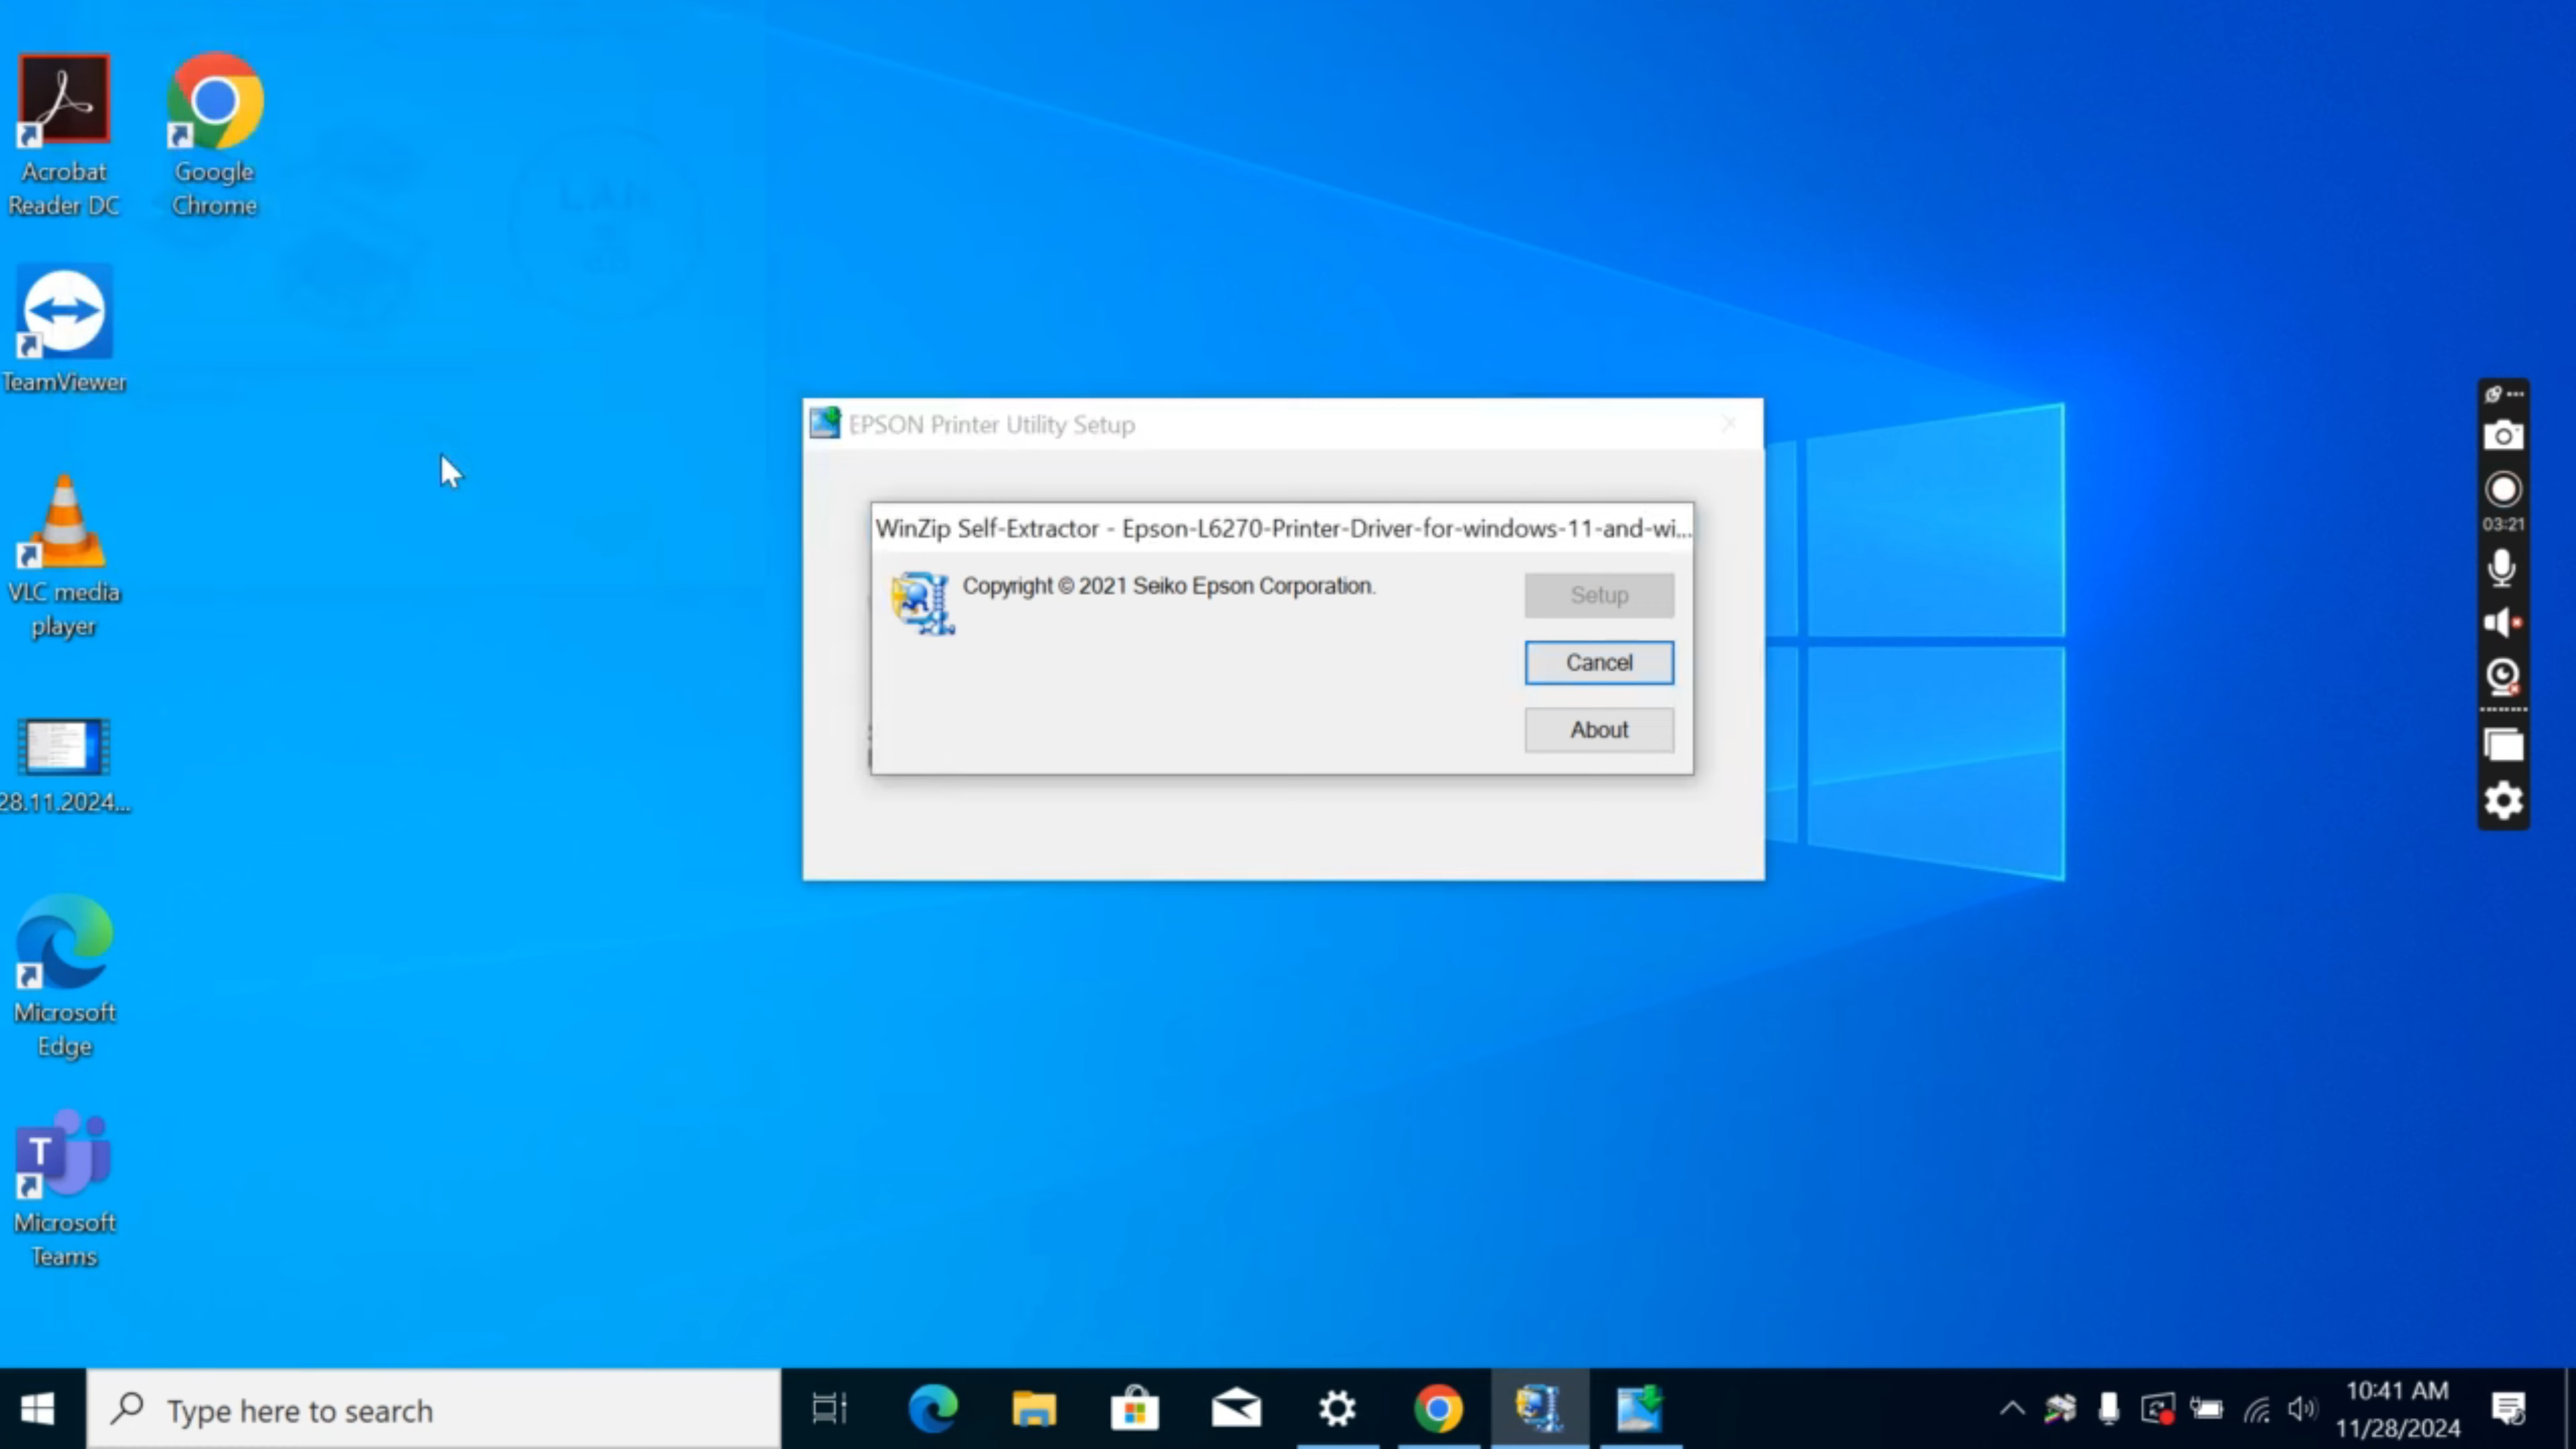 Acrobat
Reader DC
Google
Chrome
TeamViewer
VLC media
player
28.11.2024...
Microsoft
Edge
T
Microsoft
Teams
EPSON Printer Utility Setup
WinZip Self-Extractor - Epson-L6270-Printer-Driver-for-windows-11-and-wi...
Copyright © 2021 Seiko Epson Corporation.
Setup
Cancel
About
03:21
Type here to search
10:41 AM
11/28/2024